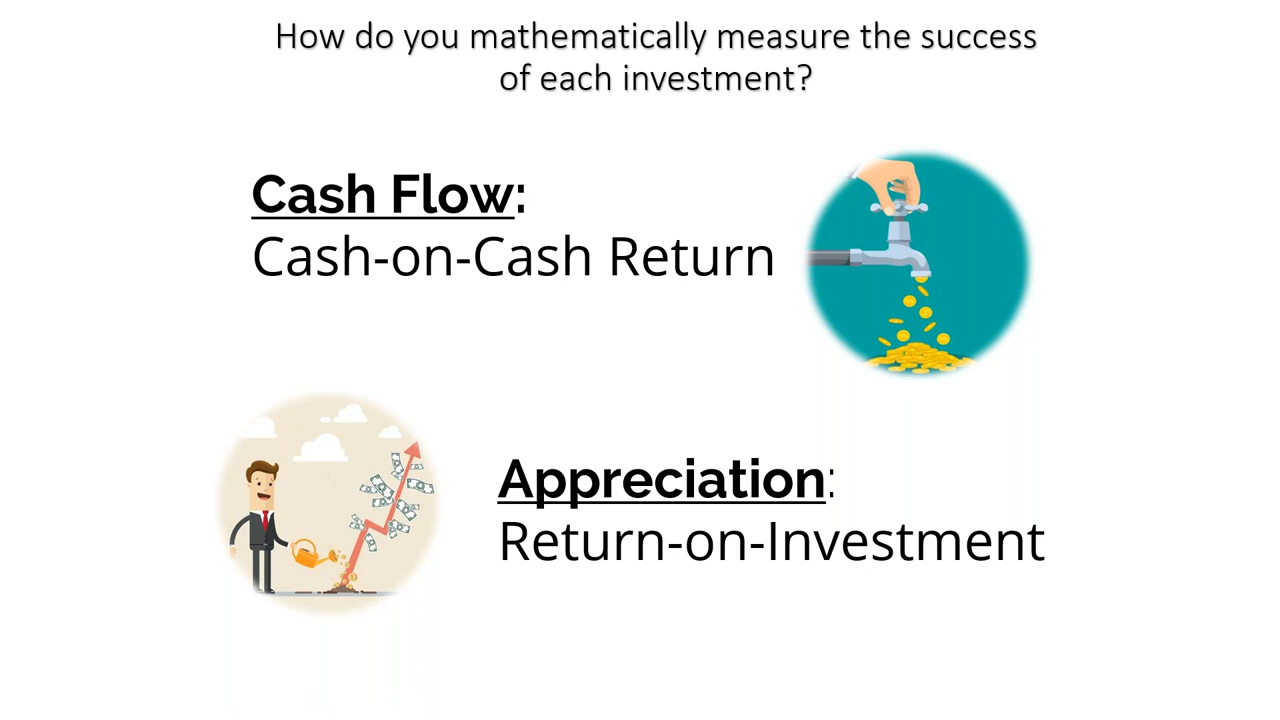 How do you mathematically measure the success
of each investment?
Cash Flow:
Cash-on-Cash Return
Appreciation:
Return-on-Investment